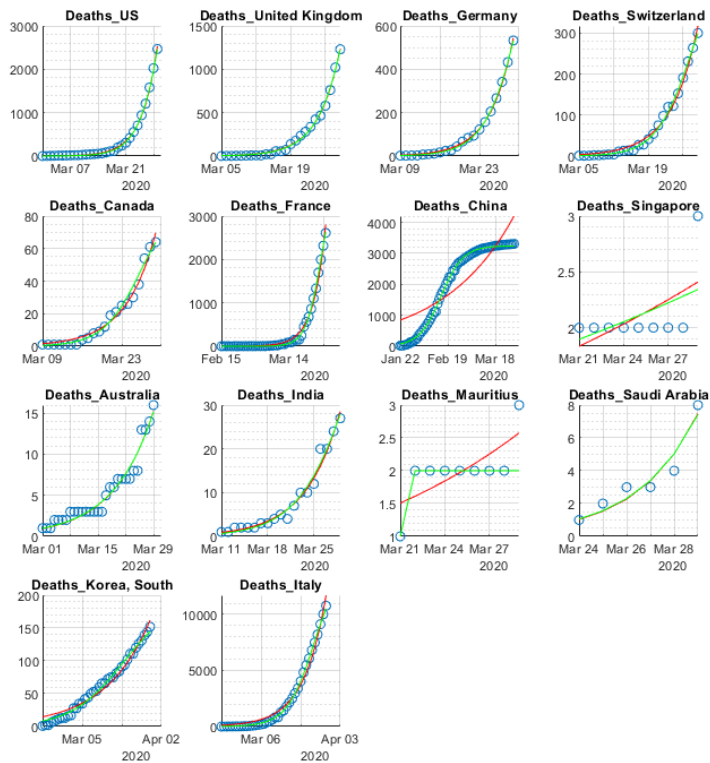 Deaths_US
3000
2000
1000
0
Mar 07 Mar 21
2020
Deaths_United Kingdom
1500
1000
500
0
Mar 05 Mar 19
2020
Deaths_Germany
600
400
200
0
Mar 09 Mar 23
2020
Deaths_Switzerland
300
200
100
0
Mar 05 Mar 19
2020
Deaths_Canada
80
60
40
20
0
Mar 09 Mar 23
2020
Deaths_France
3000
2000
1000
0
Feb 15 Mar 14
2020
Deaths_China
4000
3000
2000
1000
0
Jan 22 Feb 19 Mar 18
2020
Deaths_Singapore
3
2.5
2
Mar 21 Mar 24 Mar 27
2020
Deaths_Australia
15
10
5
0
Mar 01 Mar 15 Mar 29
2020
Deaths_India
30
20
10
0
Mar 11 Mar 18 Mar 25
2020
Deaths_Mauritius
3
2
1
Mar 21 Mar 24 Mar 27
2020
Deaths_Saudi Arabia
8
6
4
2
0
Mar 24 Mar 26 Mar 28
2020
Deaths_Korea, South
200
150
100
50
0
Mar 05 Apr 02
2020
Deaths_Italy
10000
5000
0
Mar 06 Apr 03
2020